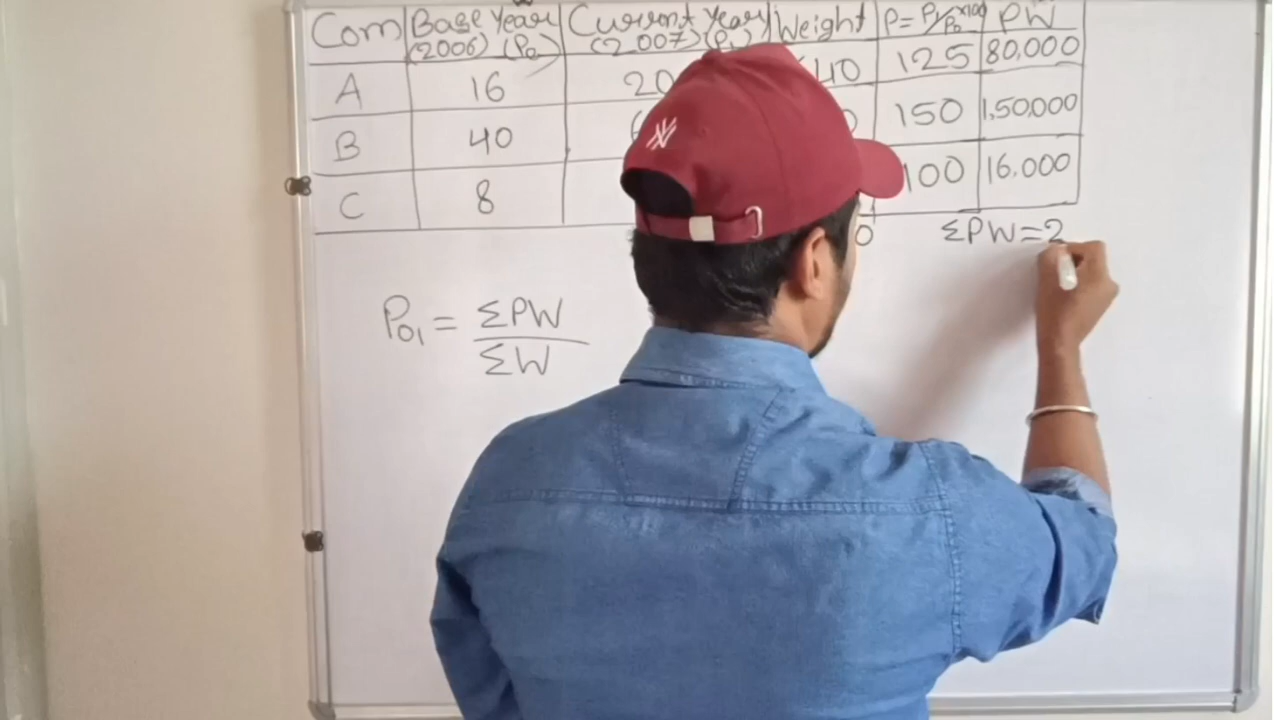 Com Base Year (2006) (P₀) Current Year (2007) (P₁) Weight P=P₁/P₀×100 PW
A 16 20 640 125 80,000
B 40 150 1,50,000
C 8 100 16.000
ΣPW=2
P₀₁ = ΣPW
ΣW